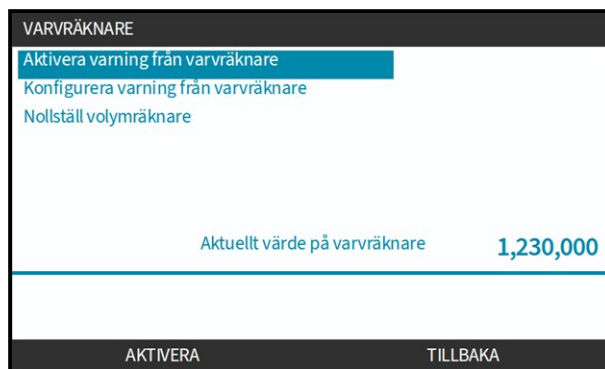 VARVRÄKNARE
Aktivera varning från varvräknare
Konfigurera varning från varvräknare
Nollställ volymräknare
Aktuellt värde på varvräknare 1,230,000
AKTIVERA TILLBAKA